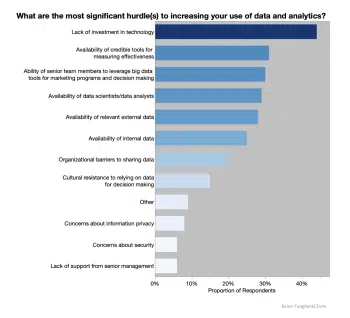 What are the most significant hurdle(s) to increasing your use of data and analytics?
Lack of investment in technology
Availability of credible tools for
measuring effectiveness
Ability of senior team members to leverage big data
tools for marketing programs and decision making
Availability of data scientists/data analysts
Availability of relevant external data
Availability of internal data
Organizational barriers to sharing data
Cultural resistance to relying on data
for decision making
Other
Concerns about information privacy
Concerns about security
Lack of support from senior management
0%
10%
20%
30%
40%
Proportion of Respondents